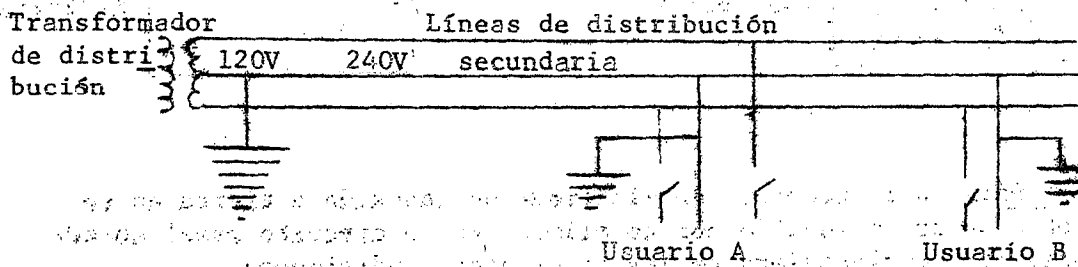 Transformador
de distri
bución
Líneas de distribución
secundaria
120V
240V
Usuario A
Usuario B